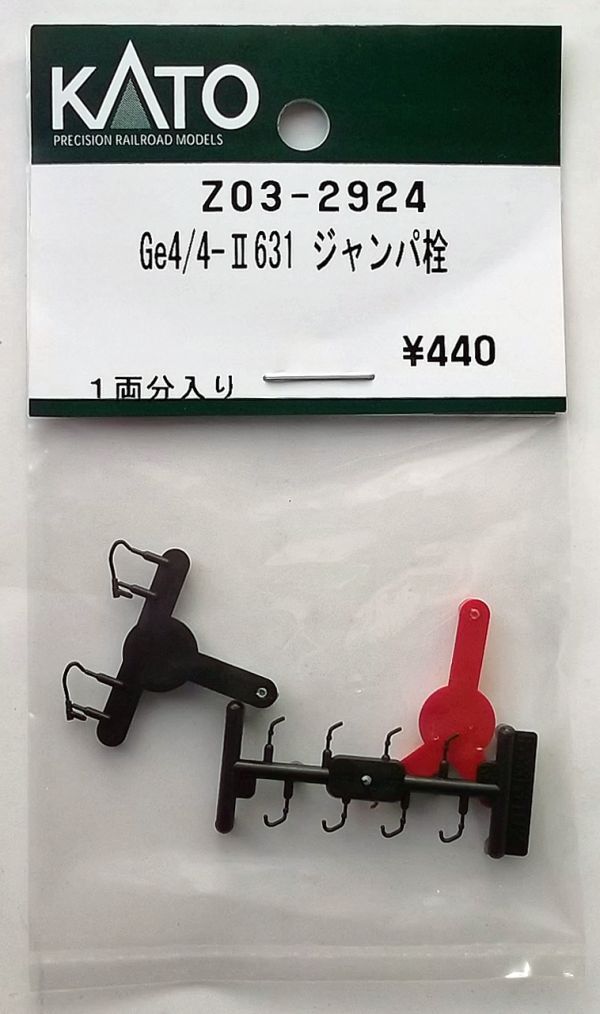 KATO
PRECISION RAILROAD MODELS
Z03-2924
Ge4/4-Ⅱ631 ジャンパ栓
¥440
1両分入り